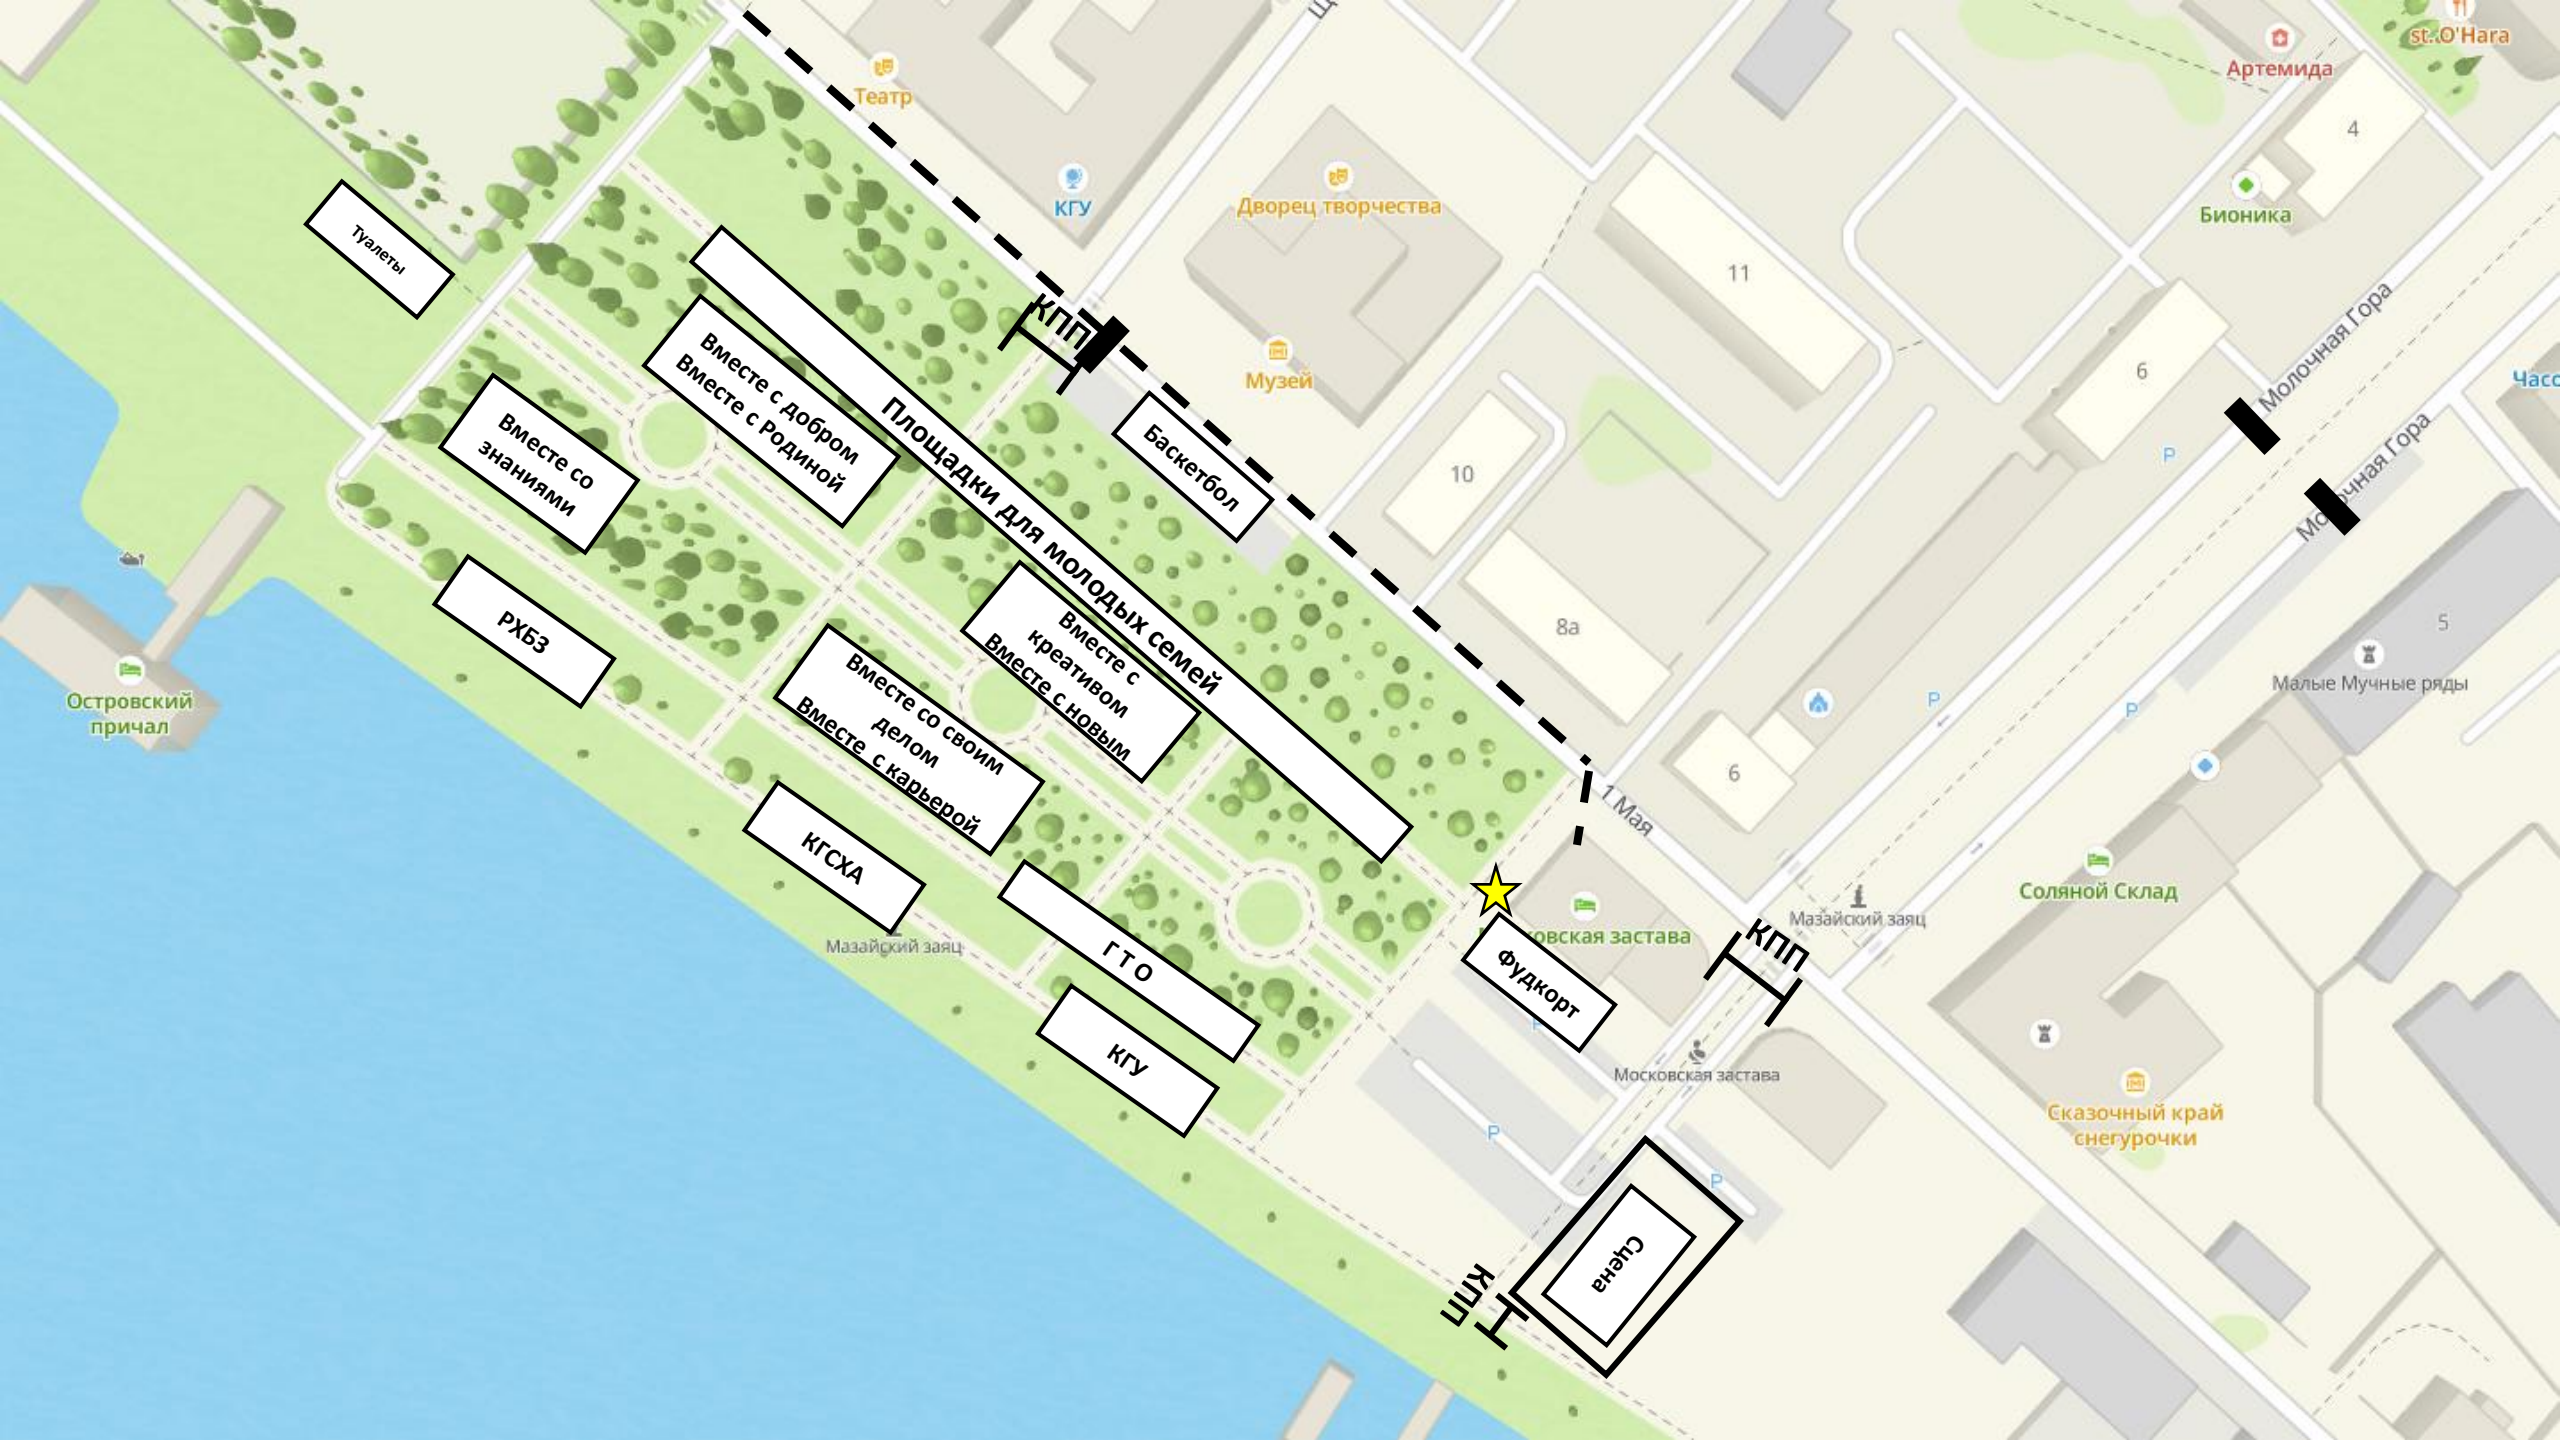 Щ
st. O'Hara
Артемида
Театр
4
КГУ
Дворец творчества
Бионика
Туалеты
11
КПП
Музей
6
Молочная Гора
Часо
Вместе с добром
Вместе с Родиной
Площадки для молодых семей
Баскетбол
Вместе со
знаниями
10
P
Молочная Гора
РХБЗ
Вместе с
креативом
Вместе с новым
8а
5
Островский
причал
Малые Мучные ряды
Вместе со своим
делом
Вместе с карьерой
P
P
6
1 Мая
КГСХА
Мазайский заяц
Соляной Склад
Мазайский заяц
Г Т О
овская застава
КПП
Фудкорт
P
КГУ
Московская застава
Сказочный край
снегурочки
P
P
Сцена
КПП